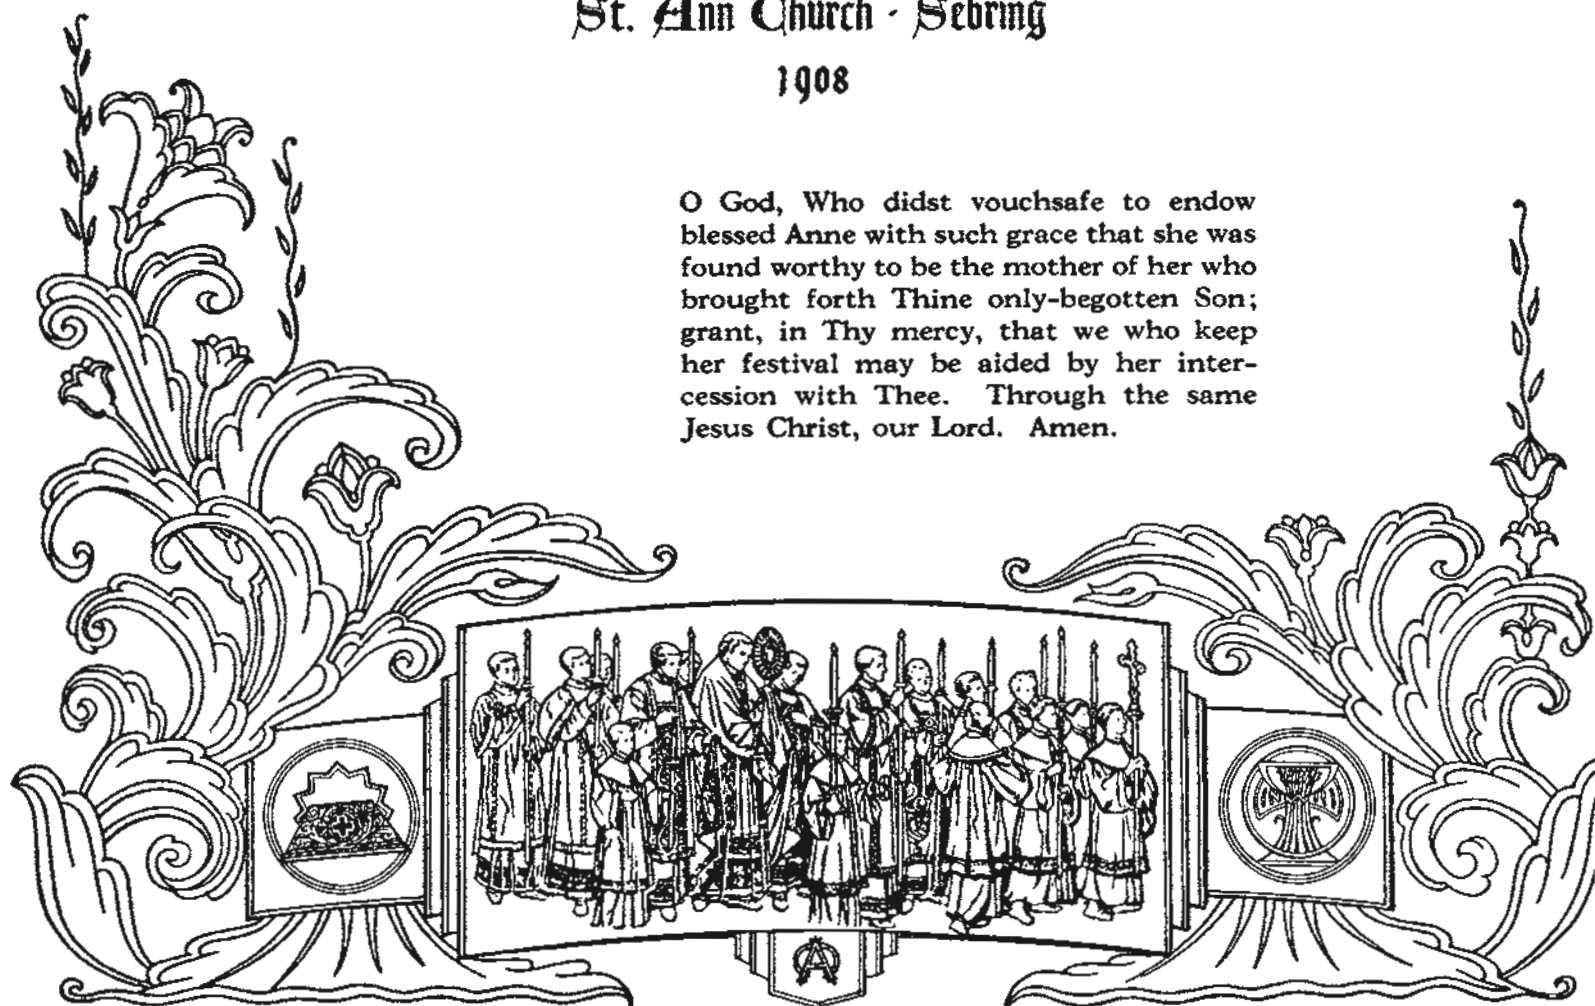 St. Ann Church - Sebring
1908
O God, Who didst vouchsafe to endow
blessed Anne with such grace that she was
found worthy to be the mother of her who
brought forth Thine only-begotten Son;
grant, in Thy mercy, that we who keep
her festival may be aided by her inter-
cession with Thee. Through the same
Jesus Christ, our Lord. Amen.